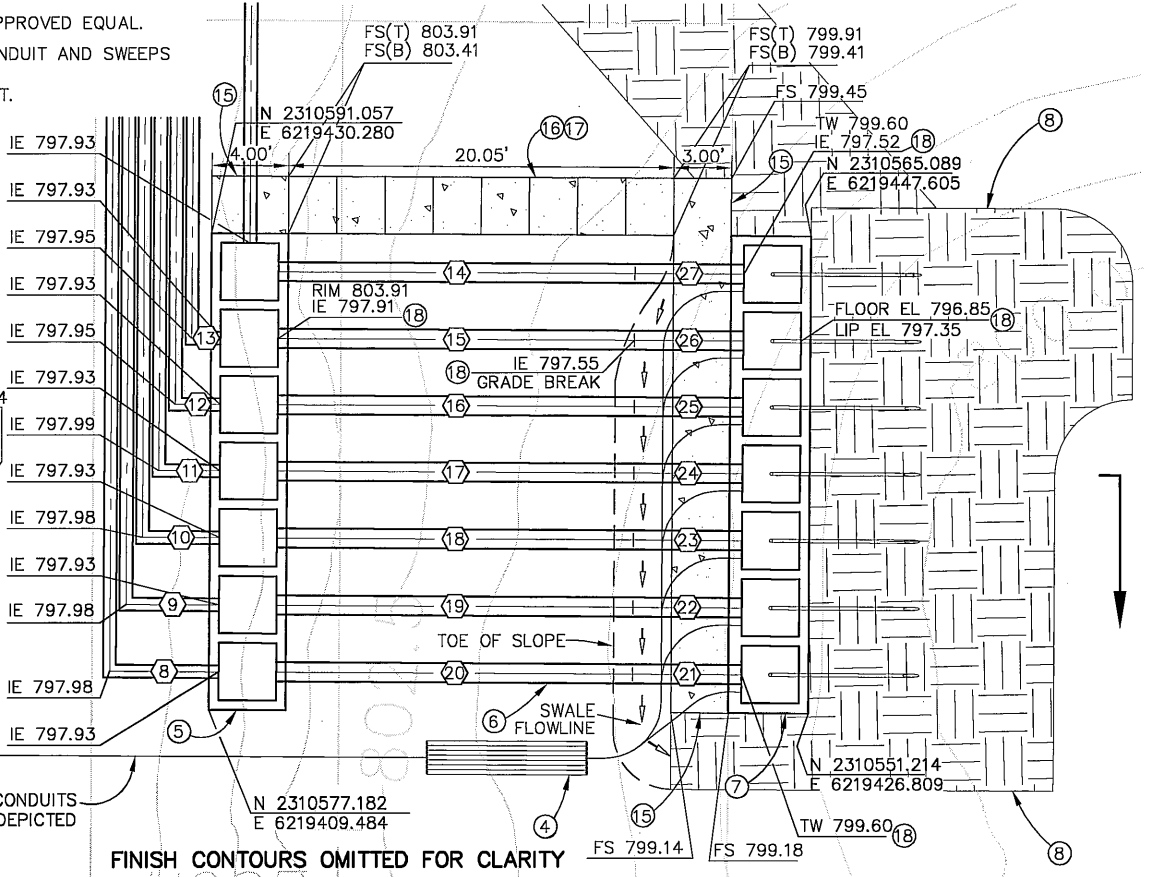 PPROVED EQUAL.
NDUIT AND SWEEPS
T.
FS(T) 803.91
FS(B) 803.41
FS(T) 799.91
FS(B) 799.41
FS 799.45
15
N 2310591.057
E 6219430.280
16 17
TW 799.60
IE 797.52 18
8
IE 797.93
4.00'
20.05'
3.00'
15
N 2310565.089
E 6219447.605
IE 797.93
IE 797.95
14
27
IE 797.93
RIM 803.91
IE 797.91 18
FLOOR EL 796.85
LIP EL 797.35
18
IE 797.95
13
15
26
18 IE 797.55
GRADE BREAK
IE 797.93
4
12
16
25
IE 797.99
11
17
24
IE 797.93
IE 797.98
10
18
23
IE 797.93
9
19
22
IE 797.98
TOE OF SLOPE
8
20
21
IE 797.98
6
SWALE
FLOWLINE
IE 797.93
5
7
N 2310551.214
E 6219426.809
802.5
CONDUITS
DEPICTED
N 2310577.182
E 6219409.484
4
15
TW 799.60 18
8
FINISH CONTOURS OMITTED FOR CLARITY
FS 799.14
FS 799.18